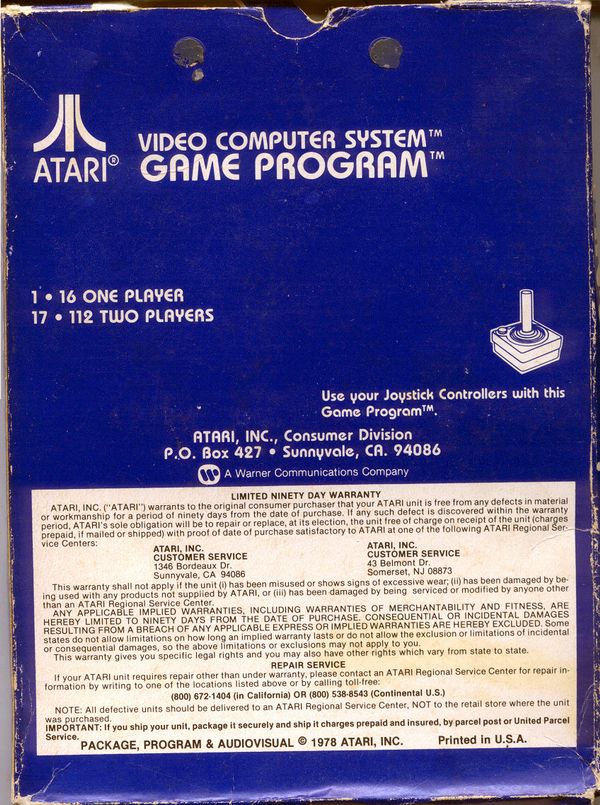 ATARI®
VIDEO COMPUTER SYSTEM™
GAME PROGRAM™
1 • 16 ONE PLAYER
17 • 112 TWO PLAYERS
Use your Joystick Controllers with this
Game Program™.
ATARI, INC., Consumer Division
P.O. Box 427 • Sunnyvale, CA. 94086
A Warner Communications Company
LIMITED NINETY DAY WARRANTY
ATARI, INC. ("ATARI") warrants to the original consumer purchaser that your ATARI unit is free from any defects in material
or workmanship for a period of ninety days from the date of purchase. If any such defect is discovered within the warranty
period, ATARI's sole obligation will be to repair or replace, at its election, the unit free of charge on receipt of the unit (charges
prepaid, if mailed or shipped) with proof of date of purchase satisfactory to ATARI at one of the following ATARI Regional Ser-
vice Centers:
ATARI, INC.
CUSTOMER SERVICE
1346 Bordeaux Dr.
Sunnyvale, CA 94086
ATARI, INC.
CUSTOMER SERVICE
43 Belmont Dr.
Somerset, NJ 08873
This warranty shall not apply if the unit (i) has been misused or shows signs of excessive wear; (ii) has been damaged by be-
ing used with any products not supplied by ATARI, or (iii) has been damaged by being serviced or modified by anyone other
than an ATARI Regional Service Center.
ANY APPLICABLE IMPLIED WARRANTIES, INCLUDING WARRANTIES OF MERCHANTABILITY AND FITNESS, ARE
HEREBY LIMITED TO NINETY DAYS FROM THE DATE OF PURCHASE. CONSEQUENTIAL OR INCIDENTAL DAMAGES
RESULTING FROM A BREACH OF ANY APPLICABLE EXPRESS OR IMPLIED WARRANTIES ARE HEREBY EXCLUDED. Some
states do not allow limitations on how long an implied warranty lasts or do not allow the exclusion or limitations of incidental
or consequential damages, so the above limitations or exclusions may not apply to you.
This warranty gives you specific legal rights and you may also have other rights which vary from state to state.
REPAIR SERVICE
If your ATARI unit requires repair other than under warranty, please contact an ATARI Regional Service Center for repair in-
formation by writing to one of the locations listed above or by calling toll-free:
(800) 672-1404 (in California) OR (800) 538-8543 (Continental U.S.)
NOTE: All defective units should be delivered to an ATARI Regional Service Center, NOT to the retail store where the unit
was purchased.
IMPORTANT: If you ship your unit, package it securely and ship it charges prepaid and insured, by parcel post or United Parcel
Service.
PACKAGE, PROGRAM & AUDIOVISUAL © 1978 ATARI, INC. Printed in U.S.A.